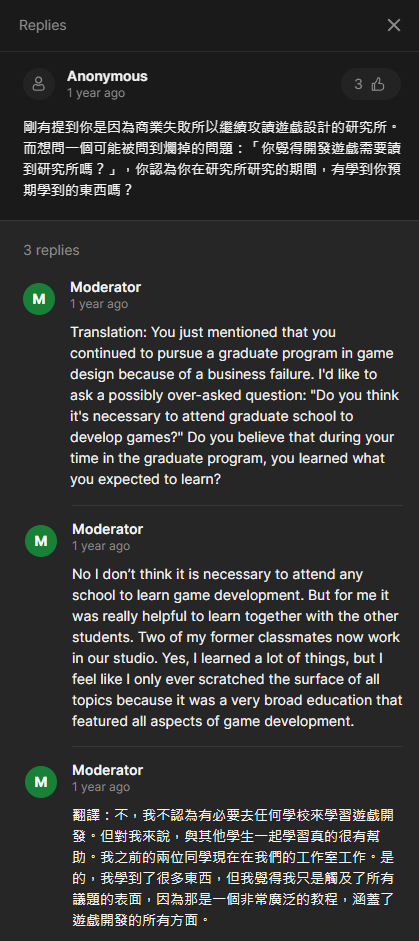 Replies
Anonymous
1 year ago
3
剛有提到你是因為商業失敗所以繼續攻讀遊戲設計的研究所。
而想問一個可能被問到爛掉的問題：「你覺得開發遊戲需要讀
到研究所嗎？」，你認為你在研究所研究的期間，有學到你預
期學到的東西嗎？
3 replies
M
Moderator
1 year ago
Translation: You just mentioned that you
continued to pursue a graduate program in game
design because of a business failure. I'd like to
ask a possibly over-asked question: "Do you think
it's necessary to attend graduate school to
develop games?" Do you believe that during your
time in the graduate program, you learned what
you expected to learn?
M
Moderator
1 year ago
No I don’t think it is necessary to attend any
school to learn game development. But for me it
was really helpful to learn together with the other
students. Two of my former classmates now work
in our studio. Yes, I learned a lot of things, but I
feel like I only ever scratched the surface of all
topics because it was a very broad education that
featured all aspects of game development.
M
Moderator
1 year ago
翻譯：不，我不認為有必要去任何學校來學習遊戲開
發。但對我來說，與其他學生一起學習真的很有幫
助。我之前的兩位同學現在在我們的工作室工作。是
的，我學到了很多東西，但我覺得我只是觸及了所有
議題的表面，因為那是一個非常廣泛的教程，涵蓋了
遊戲開發的所有方面。